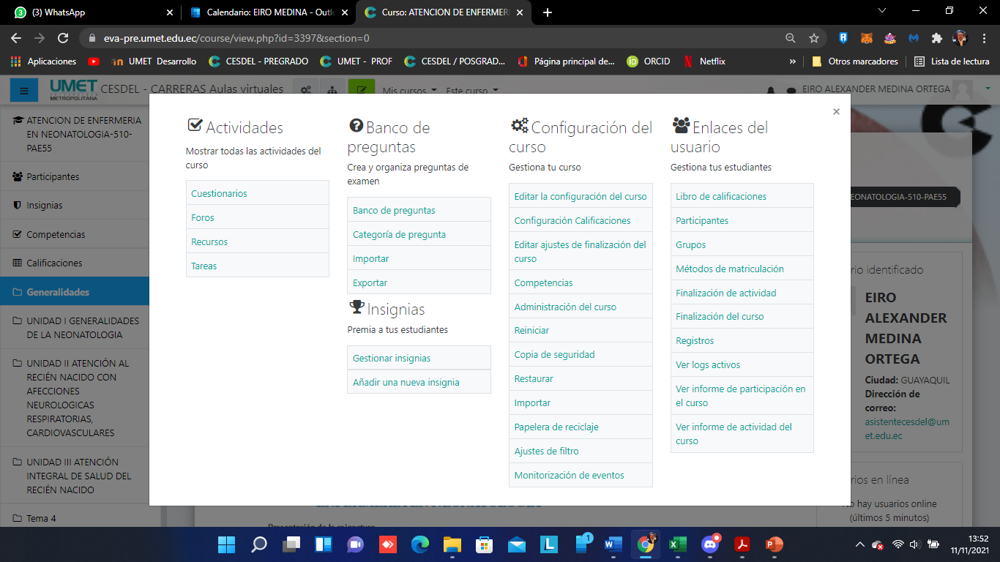 (3) WhatsApp
Calendario: EIRO MEDINA - Outlo
Curso: ATENCION DE ENFERMERI
eva-pre.umet.edu.ec/course/view.php?id=3397&section=0
Aplicaciones
UMET Desarrollo
CESDEL - PREGRADO
UMET - PROF
CESDEL / POSGRAD...
Página principal de...
ORCID
Netflix
»
Otros marcadores
Lista de lectura
UMET
METROPOLITANA
CESDEL - CARRERAS Aulas virtuales
Mis cursos
Este curso
EIRO ALEXANDER MEDINA ORTEGA
ATENCION DE ENFERMERIA
EN NEONATOLOGIA-510-
PAE55
Participantes
Insignias
Competencias
Calificaciones
Generalidades
UNIDAD I GENERALIDADES
DE LA NEONATOLOGIA
UNIDAD II ATENCIÓN AL
RECIÉN NACIDO CON
AFECCIONES
NEUROLOGICAS
RESPIRATORIAS,
CARDIOVASCULARES
UNIDAD III ATENCIÓN
INTEGRAL DE SALUD DEL
RECIÉN NACIDO
Tema 4
Actividades
Mostrar todas las actividades del
curso
Cuestionarios
Foros
Recursos
Tareas
Banco de
preguntas
Crea y organiza preguntas de
examen
Banco de preguntas
Categoría de pregunta
Importar
Exportar
Insignias
Premia a tus estudiantes
Gestionar insignias
Añadir una nueva insignia
Configuración del
curso
Gestiona tu curso
Editar la configuración del curso
Configuración Calificaciones
Editar ajustes de finalización del
curso
Competencias
Administración del curso
Reiniciar
Copia de seguridad
Restaurar
Importar
Papelera de reciclaje
Ajustes de filtro
Monitorización de eventos
Enlaces del
usuario
Gestiona tus estudiantes
Libro de calificaciones
Participantes
Grupos
Métodos de matriculación
Finalización de actividad
Finalización del curso
Registros
Ver logs activos
Ver informe de participación en
el curso
Ver informe de actividad del
curso
EONATOLOGIA-510-PAE55
rio identificado
EIRO
ALEXANDER
MEDINA
ORTEGA
Ciudad: GUAYAQUIL
Dirección de
correo:
asistentecesdel@um
et.edu.ec
rios en línea
No hay usuarios online
(últimos 5 minutos)
1
13:52
11/11/2021